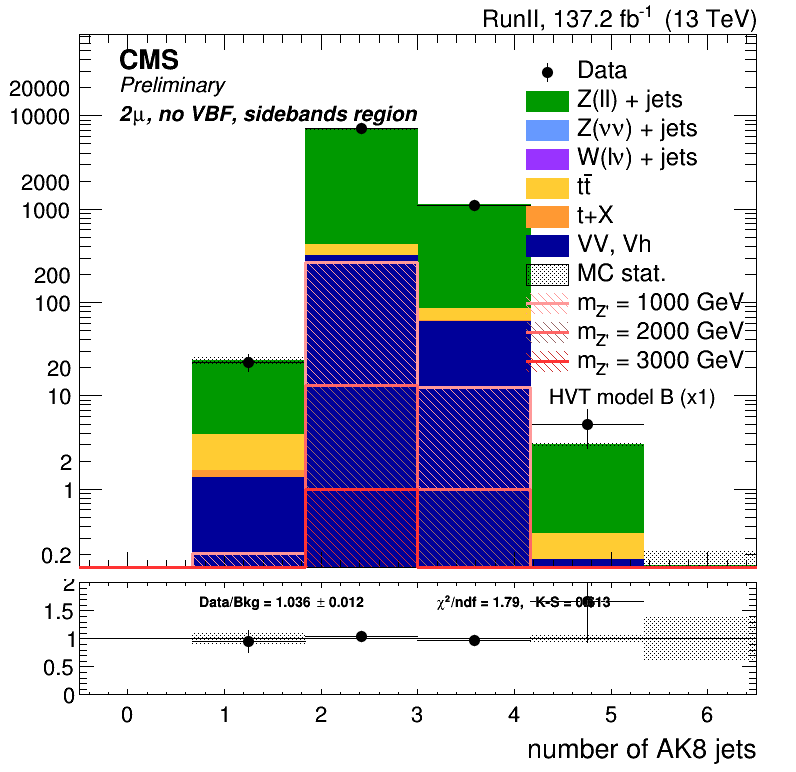 RunII, 137.2 fb⁻¹ (13 TeV)
CMS
Preliminary
2μ, no VBF, sidebands region
Data
Z(ll) + jets
Z(νν) + jets
W(lν) + jets
tt̄
t+X
VV, Vh
MC stat.
m_Z' = 1000 GeV
m_Z' = 2000 GeV
m_Z' = 3000 GeV
HVT model B (x1)
20000
10000
2000
1000
200
100
20
10
2
1
0.2
Data/Bkg = 1.036 ± 0.012
χ²/ndf = 1.79, K-S = 0.613
2
1.5
1
0.5
0
0 1 2 3 4 5 6
number of AK8 jets